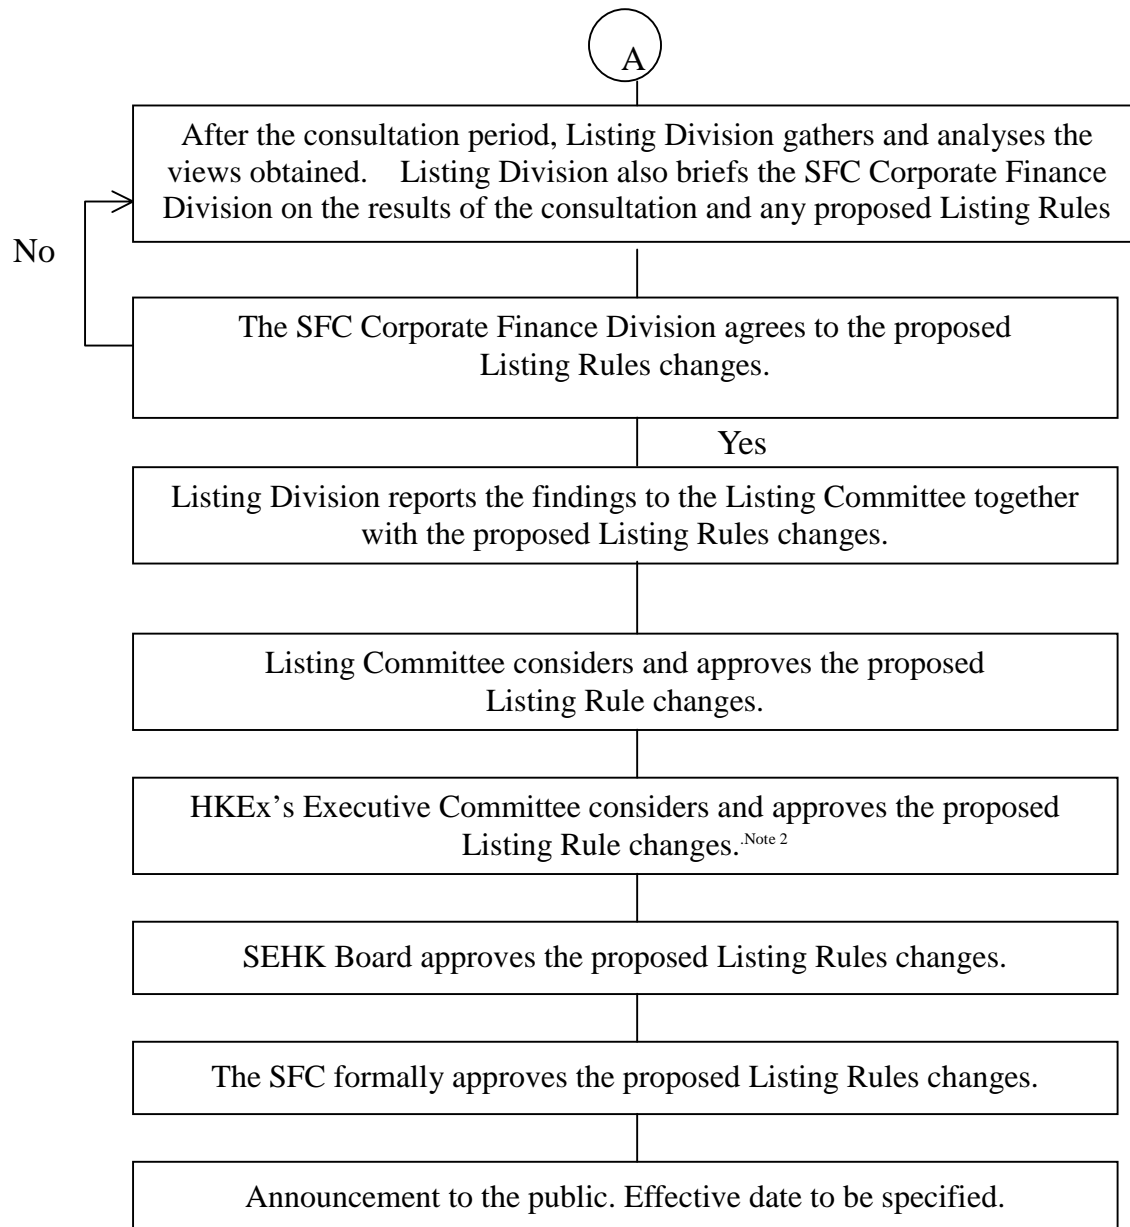 A
After the consultation period, Listing Division gathers and analyses the
views obtained. Listing Division also briefs the SFC Corporate Finance
Division on the results of the consultation and any proposed Listing Rules
No
The SFC Corporate Finance Division agrees to the proposed
Listing Rules changes.
Yes
Listing Division reports the findings to the Listing Committee together
with the proposed Listing Rules changes.
Listing Committee considers and approves the proposed
Listing Rule changes.
HKEx’s Executive Committee considers and approves the proposed
Listing Rule changes..Note 2
SEHK Board approves the proposed Listing Rules changes.
The SFC formally approves the proposed Listing Rules changes.
Announcement to the public. Effective date to be specified.